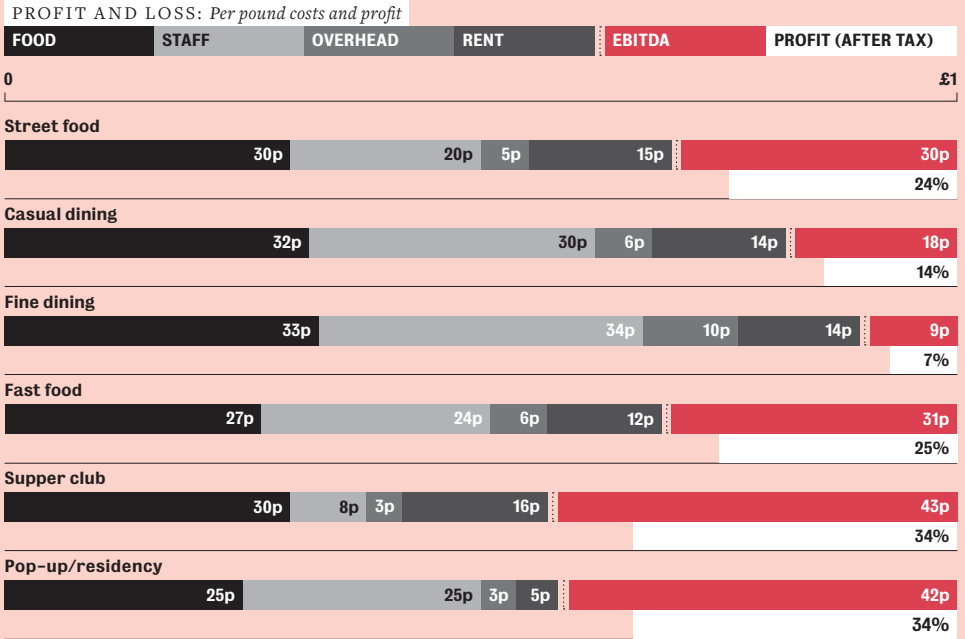 PROFIT AND LOSS: Per pound costs and profit
FOOD STAFF OVERHEAD RENT EBITDA PROFIT (AFTER TAX)
0 £1
Street food
30p 20p 5p 15p 30p
24%
Casual dining
32p 30p 6p 14p 18p
14%
Fine dining
33p 34p 10p 14p 9p
7%
Fast food
27p 24p 6p 12p 31p
25%
Supper club
30p 8p 3p 16p 43p
34%
Pop-up/residency
25p 25p 3p 5p 42p
34%